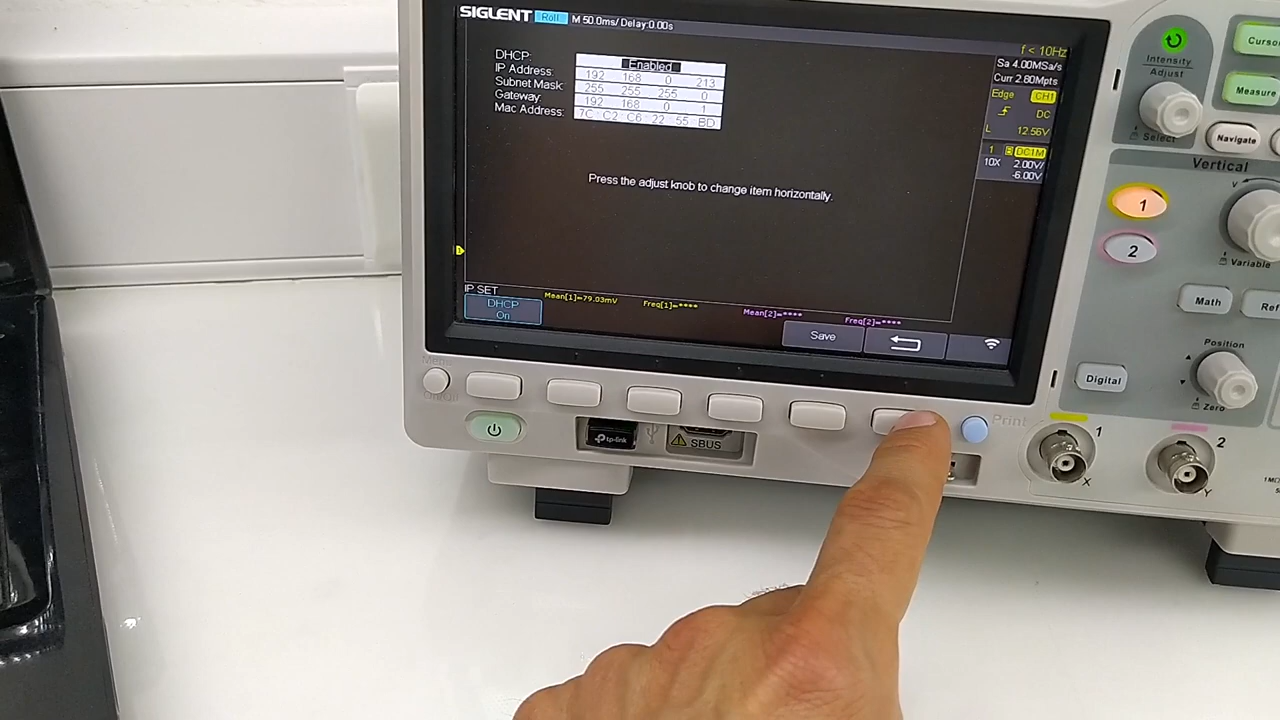 SIGLENT Roll M 50.0ms/ Delay:0.00s
f < 10Hz
Sa 4.00MSa/s
Curr 2.80Mpts
Edge CH1
DC
L 12.56V
1 DC1M
10X 2.00V/
-6.00V
DHCP: Enabled
IP Address: 192 168 0 213
Subnet Mask: 255 255 255 0
Gateway: 192 168 0 1
Mac Address: 7C C2 C6 22 55 BD
Press the adjust knob to change item horizontally.
1
IP SET
DHCP
On
Mean[1]=79.03mV Freq[1]=**** Mean[2]=**** Freq[2]=****
Save
Menu
On/Off
tp-link
SBUS
Print
Intensity
Adjust
Select
Measure
Navigate
Vertical
V
1
2
Variable
Math
Ref
Position
Zero
Digital
1
X
2
Y